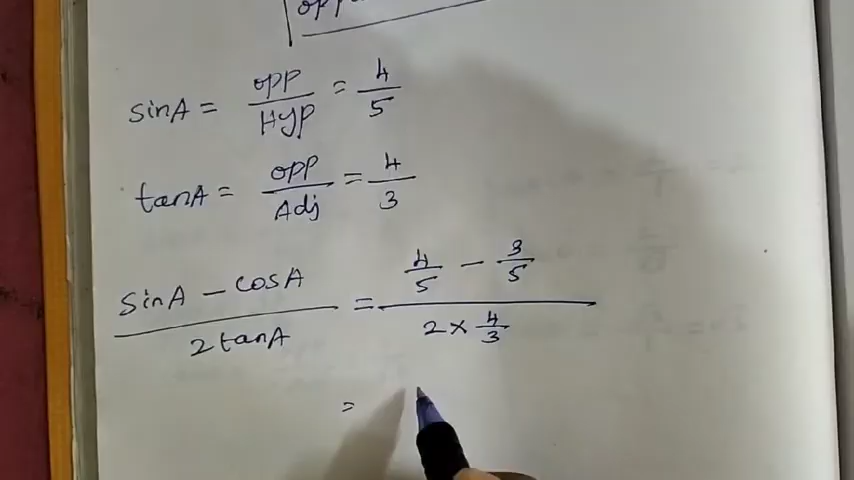 sinA = opp/Hyp = 4/5
tanA = opp/Adj = 4/3
sinA - cosA / 2tanA = 4/5 - 3/5 / 2 × 4/3
=